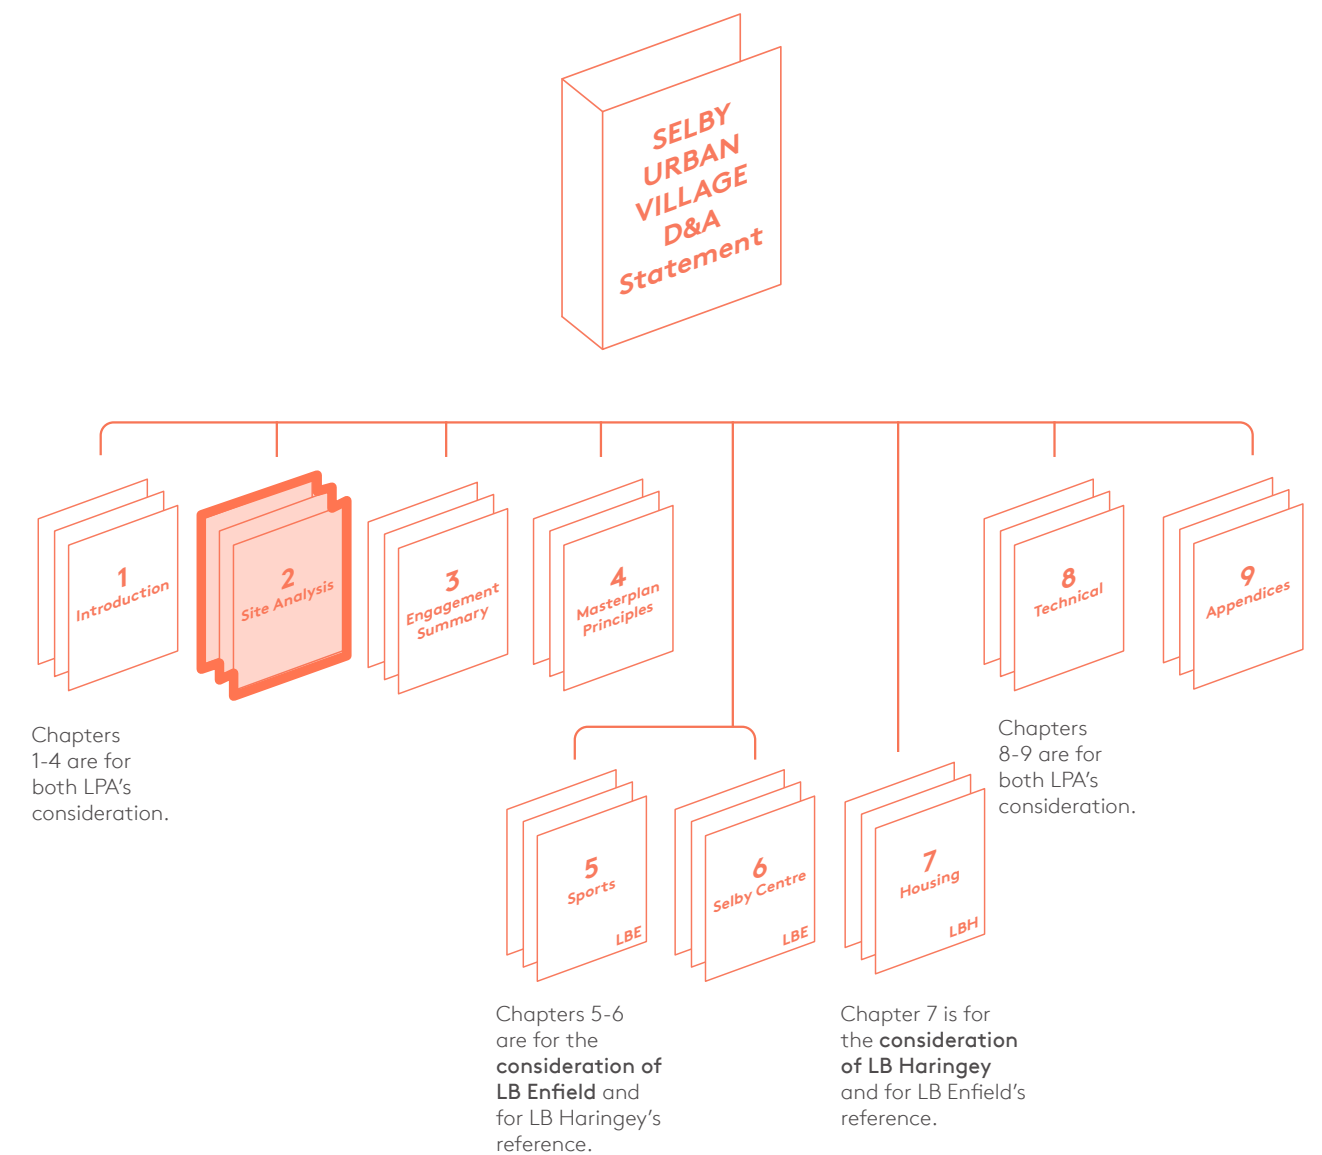 SELBY
URBAN
VILLAGE
D&A
Statement
1
Introduction
2
Site Analysis
3
Engagement
Summary
4
Masterplan
Principles
8
Technical
9
Appendices
Chapters
1-4 are for
both LPA's
consideration.
Chapters
8-9 are for
both LPA's
consideration.
5
Sports
LBE
6
Selby Centre
LBE
7
Housing
LBH
Chapters 5-6
are for the
consideration of
LB Enfield and
for LB Haringey's
reference.
Chapter 7 is for
the consideration
of LB Haringey
and for LB Enfield's
reference.